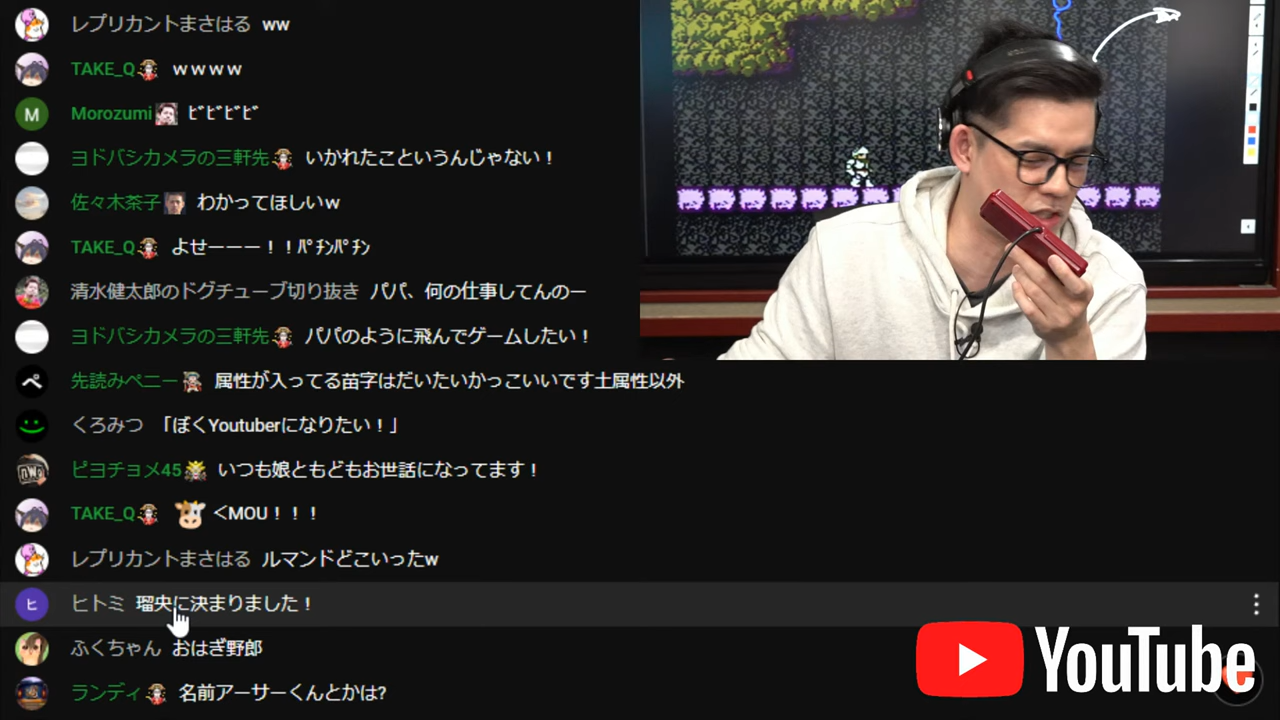 レプリカントまさはる ww
TAKE_Q ｗｗｗｗ
M Morozumi ﾋﾞﾋﾞﾋﾞﾋﾞ
ヨドバシカメラの三軒先 いかれたこというんじゃない！
佐々木茶子 わかってほしいｗ
TAKE_Q よせーーー！！ﾊﾟﾁﾝﾊﾟﾁﾝ
清水健太郎のドグチューブ切り抜き パパ、何の仕事してんのー
ヨドバシカメラの三軒先 パパのように飛んでゲームしたい！
ペ 先読みペニー 属性が入ってる苗字はだいたいかっこいいです土属性以外
くろみつ 「ぼくYoutuberになりたい！」
ピヨチョメ45 いつも娘ともどもお世話になってます！
TAKE_Q <MOU！！！
レプリカントまさはる ルマンドどこいったw
ヒ ヒトミ 瑠央に決まりました！
ふくちゃん おはぎ野郎
ランディ 名前アーサーくんとかは?
YouTube